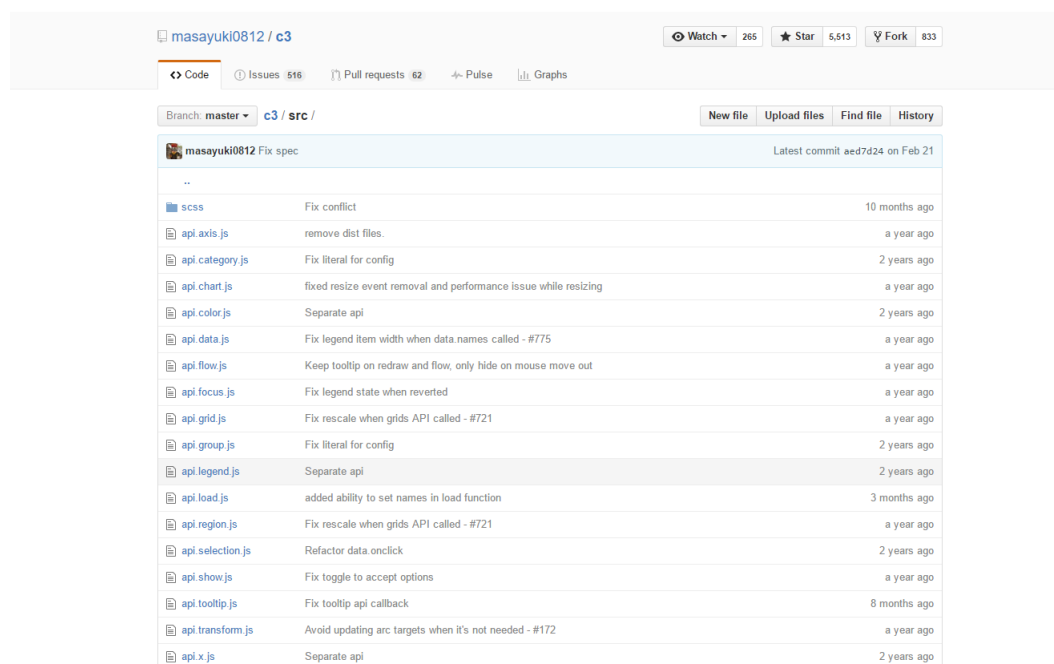 masayuki0812 / c3
Watch 265 Star 5,513 Fork 833
Code Issues 516 Pull requests 62 Pulse Graphs
Branch: master c3 / src /
New file Upload files Find file History
masayuki0812 Fix spec Latest commit aed7d24 on Feb 21
..
scss Fix conflict 10 months ago
api.axis.js remove dist files. a year ago
api.category.js Fix literal for config 2 years ago
api.chart.js fixed resize event removal and performance issue while resizing a year ago
api.color.js Separate api 2 years ago
api.data.js Fix legend item width when data.names called - #775 a year ago
api.flow.js Keep tooltip on redraw and flow, only hide on mouse move out a year ago
api.focus.js Fix legend state when reverted a year ago
api.grid.js Fix rescale when grids API called - #721 a year ago
api.group.js Fix literal for config 2 years ago
api.legend.js Separate api 2 years ago
api.load.js added ability to set names in load function 3 months ago
api.region.js Fix rescale when grids API called - #721 a year ago
api.selection.js Refactor data.onclick 2 years ago
api.show.js Fix toggle to accept options a year ago
api.tooltip.js Fix tooltip api callback 8 months ago
api.transform.js Avoid updating arc targets when it's not needed - #172 a year ago
api.x.js Separate api 2 years ago